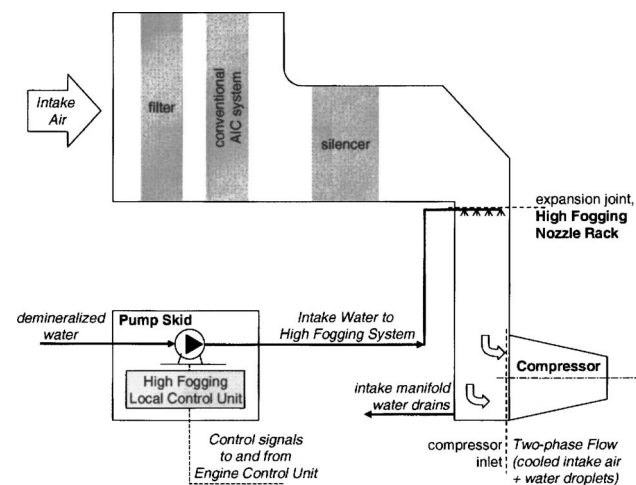 Intake
Air
filter
conventional
AIC system
silencer
expansion joint,
High Fogging
Nozzle Rack
demineralized
water
Pump Skid
Intake Water to
High Fogging System
High Fogging
Local Control Unit
Compressor
intake manifold
water drains
Control signals
to and from
Engine Control Unit
compressor
inlet
Two-phase Flow
(cooled intake air
+ water droplets)